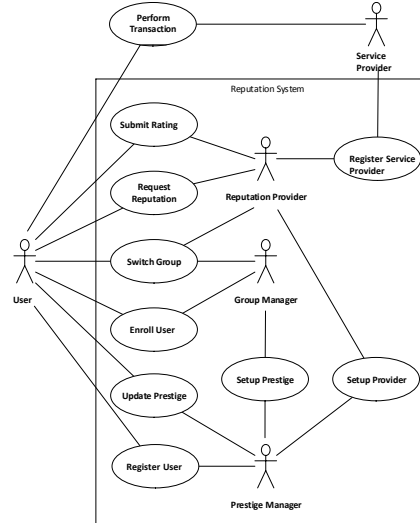 Perform
Transaction
Service
Provider
Reputation System
Submit Rating
Register Service
Provider
Request
Reputation
Reputation Provider
Switch Group
User
Group Manager
Enroll User
Setup Prestige
Setup Provider
Update Prestige
Register User
Prestige Manager